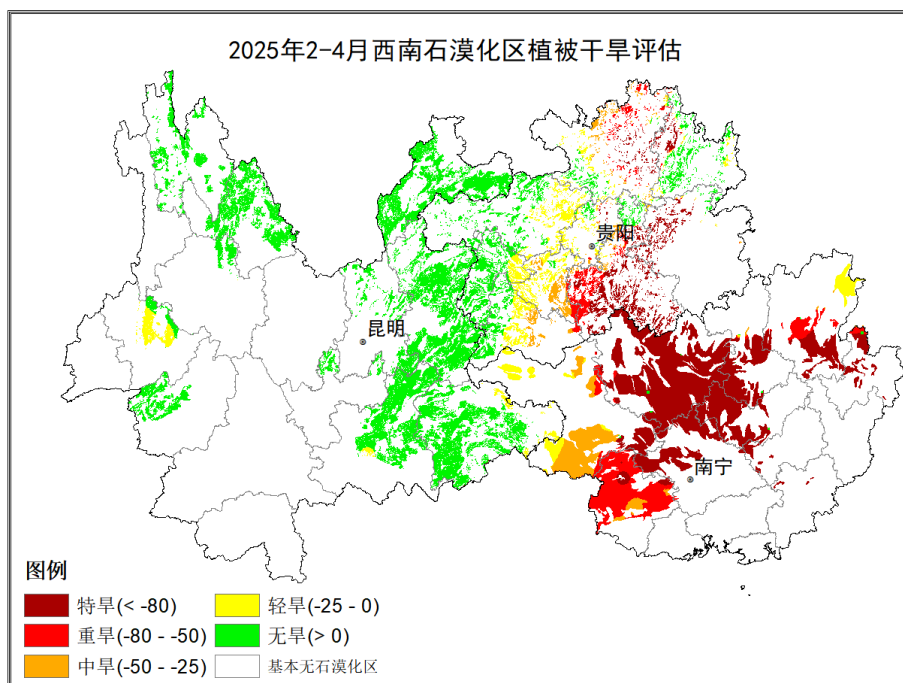 2025年2-4月西南石漠化区植被干旱评估
贵阳
昆明
南宁
图例
特旱(< -80)
轻旱(-25 - 0)
重旱(-80 - -50)
无旱(> 0)
中旱(-50 - -25)
基本无石漠化区